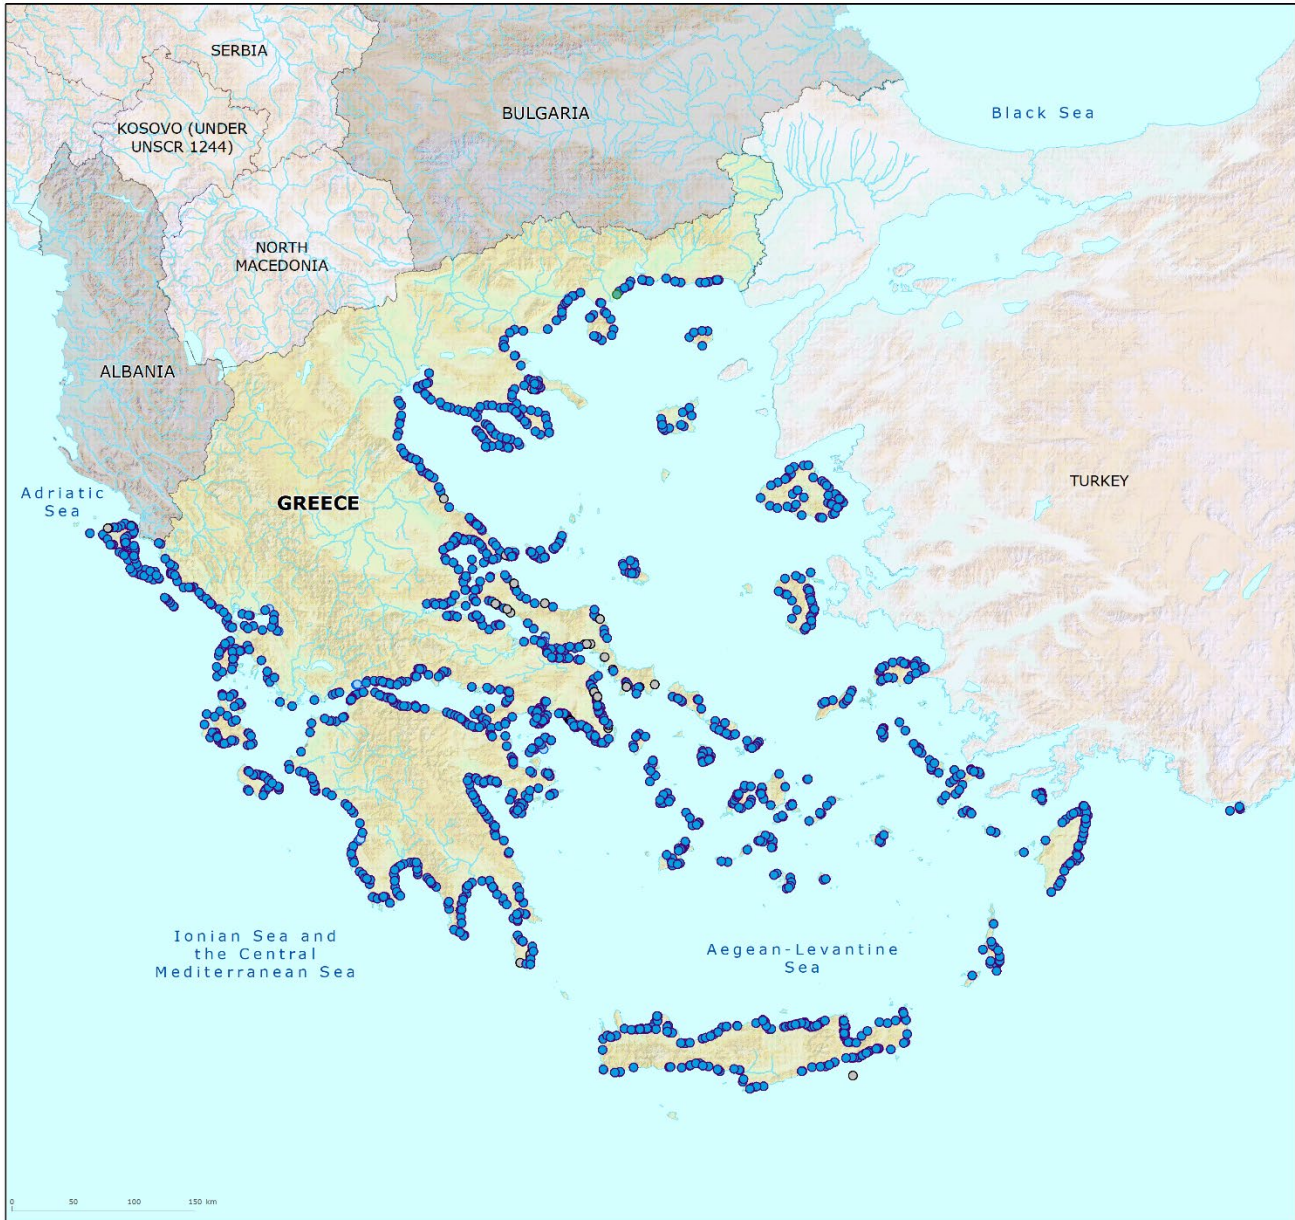 SERBIA
BULGARIA
Black Sea
KOSOVO (UNDER
UNSCR 1244)
NORTH
MACEDONIA
ALBANIA
TURKEY
Adriatic
Sea
GREECE
Ionian Sea and
the Central
Mediterranean Sea
Aegean-Levantine
Sea
0 50 100 150 km